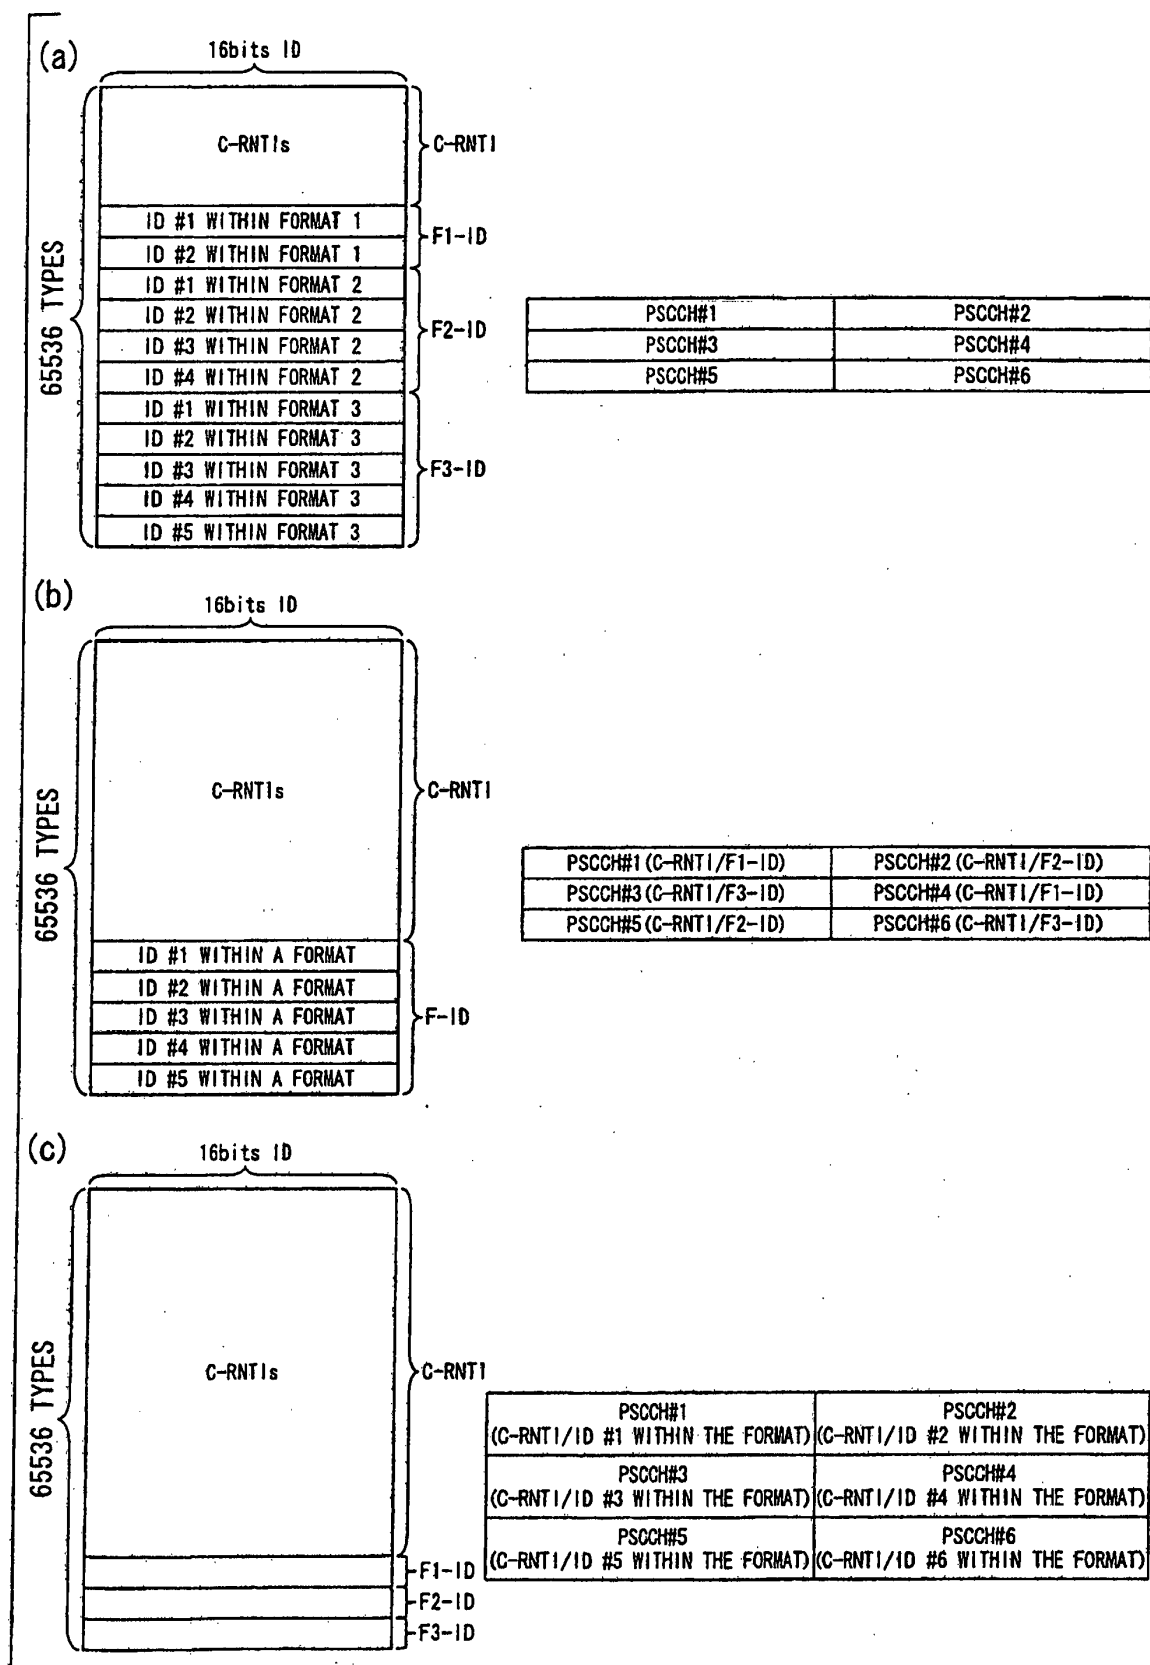 (a)
16bits ID
65536 TYPES
C-RNTIs
C-RNTI
ID #1 WITHIN FORMAT 1
ID #2 WITHIN FORMAT 1
F1-ID
ID #1 WITHIN FORMAT 2
ID #2 WITHIN FORMAT 2
ID #3 WITHIN FORMAT 2
ID #4 WITHIN FORMAT 2
F2-ID
ID #1 WITHIN FORMAT 3
ID #2 WITHIN FORMAT 3
ID #3 WITHIN FORMAT 3
ID #4 WITHIN FORMAT 3
ID #5 WITHIN FORMAT 3
F3-ID
PSCCH#1 PSCCH#2
PSCCH#3 PSCCH#4
PSCCH#5 PSCCH#6
(b)
16bits ID
65536 TYPES
C-RNTIs
C-RNTI
ID #1 WITHIN A FORMAT
ID #2 WITHIN A FORMAT
ID #3 WITHIN A FORMAT
ID #4 WITHIN A FORMAT
ID #5 WITHIN A FORMAT
F-ID
PSCCH#1(C-RNTI/F1-ID) PSCCH#2(C-RNTI/F2-ID)
PSCCH#3(C-RNTI/F3-ID) PSCCH#4(C-RNTI/F1-ID)
PSCCH#5(C-RNTI/F2-ID) PSCCH#6(C-RNTI/F3-ID)
(c)
16bits ID
65536 TYPES
C-RNTIs
C-RNTI
F1-ID
F2-ID
F3-ID
PSCCH#1 PSCCH#2
(C-RNTI/ID #1 WITHIN THE FORMAT) (C-RNTI/ID #2 WITHIN THE FORMAT)
PSCCH#3 PSCCH#4
(C-RNTI/ID #3 WITHIN THE FORMAT) (C-RNTI/ID #4 WITHIN THE FORMAT)
PSCCH#5 PSCCH#6
(C-RNTI/ID #5 WITHIN THE FORMAT) (C-RNTI/ID #6 WITHIN THE FORMAT)